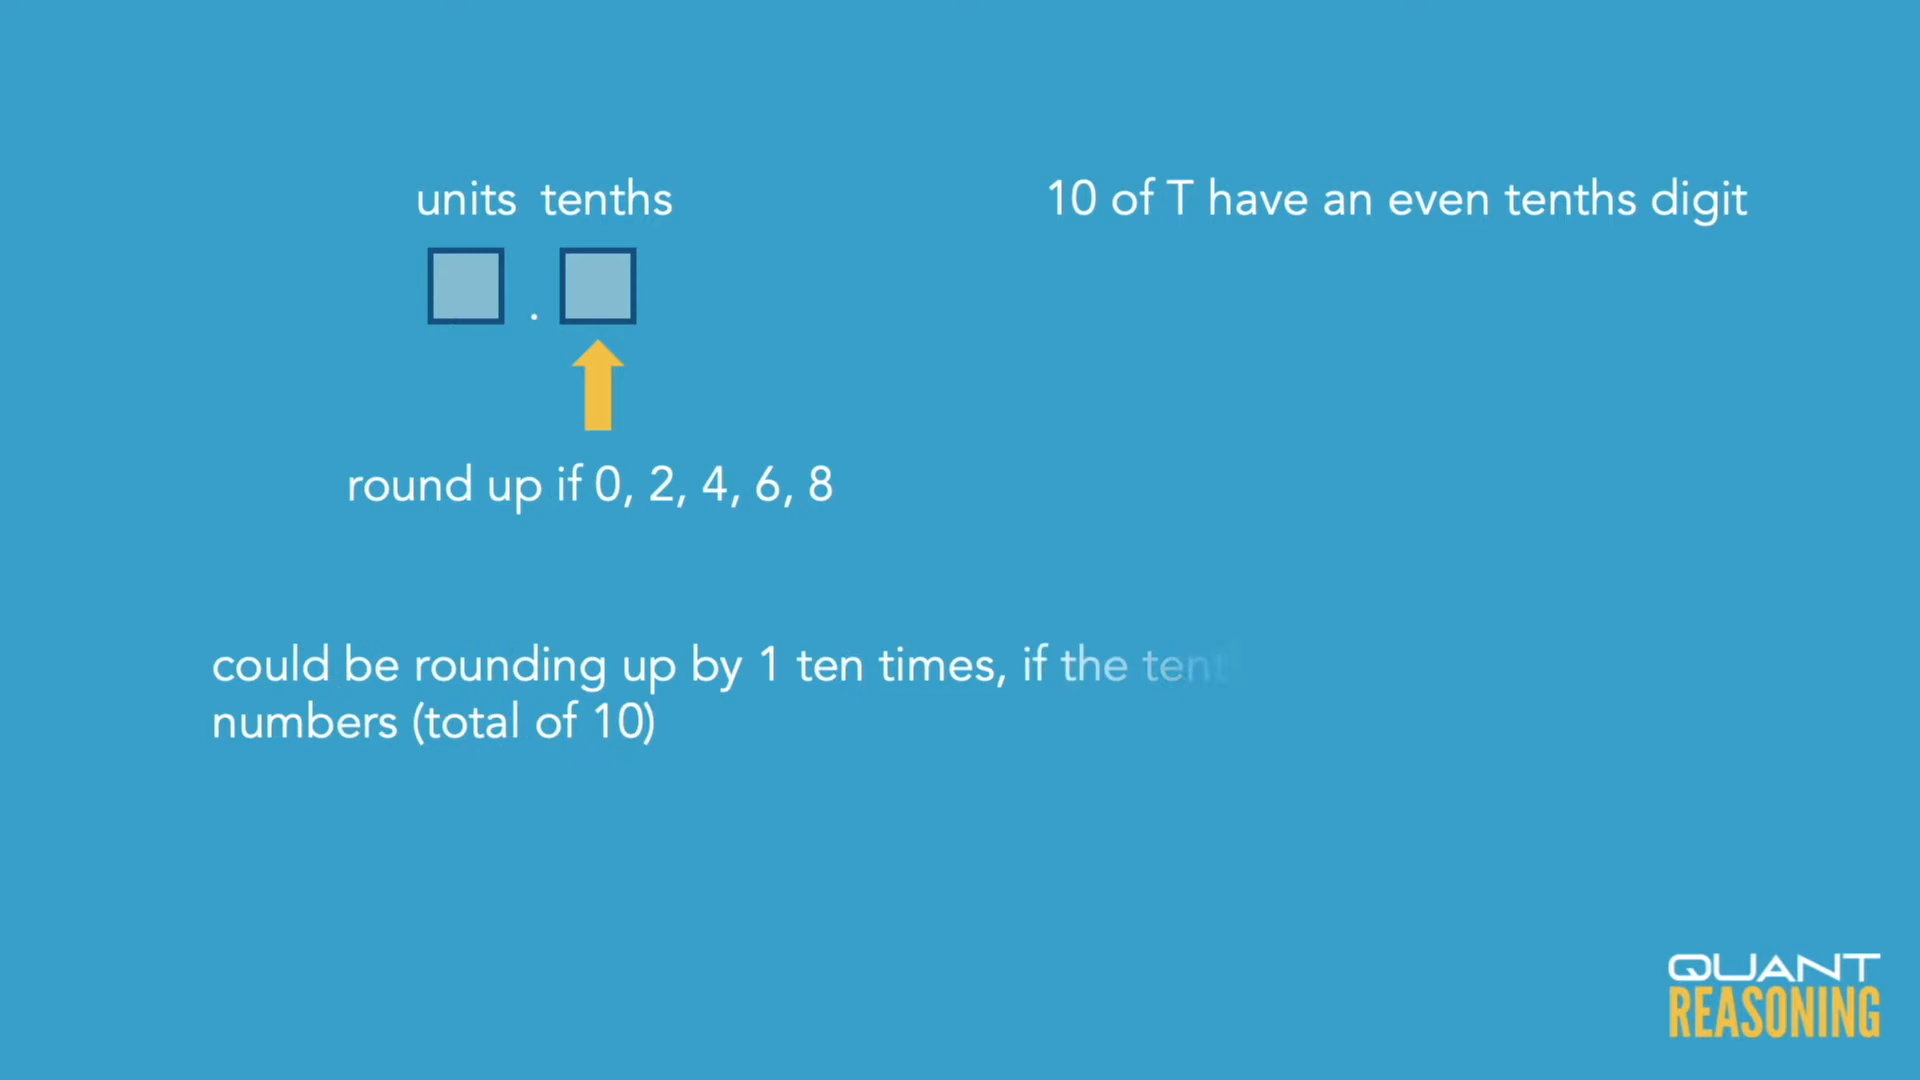 units tenths
10 of T have an even tenths digit
.
round up if 0, 2, 4, 6, 8
could be rounding up by 1 ten times, if the
numbers (total of 10)
QUANT
REASONING